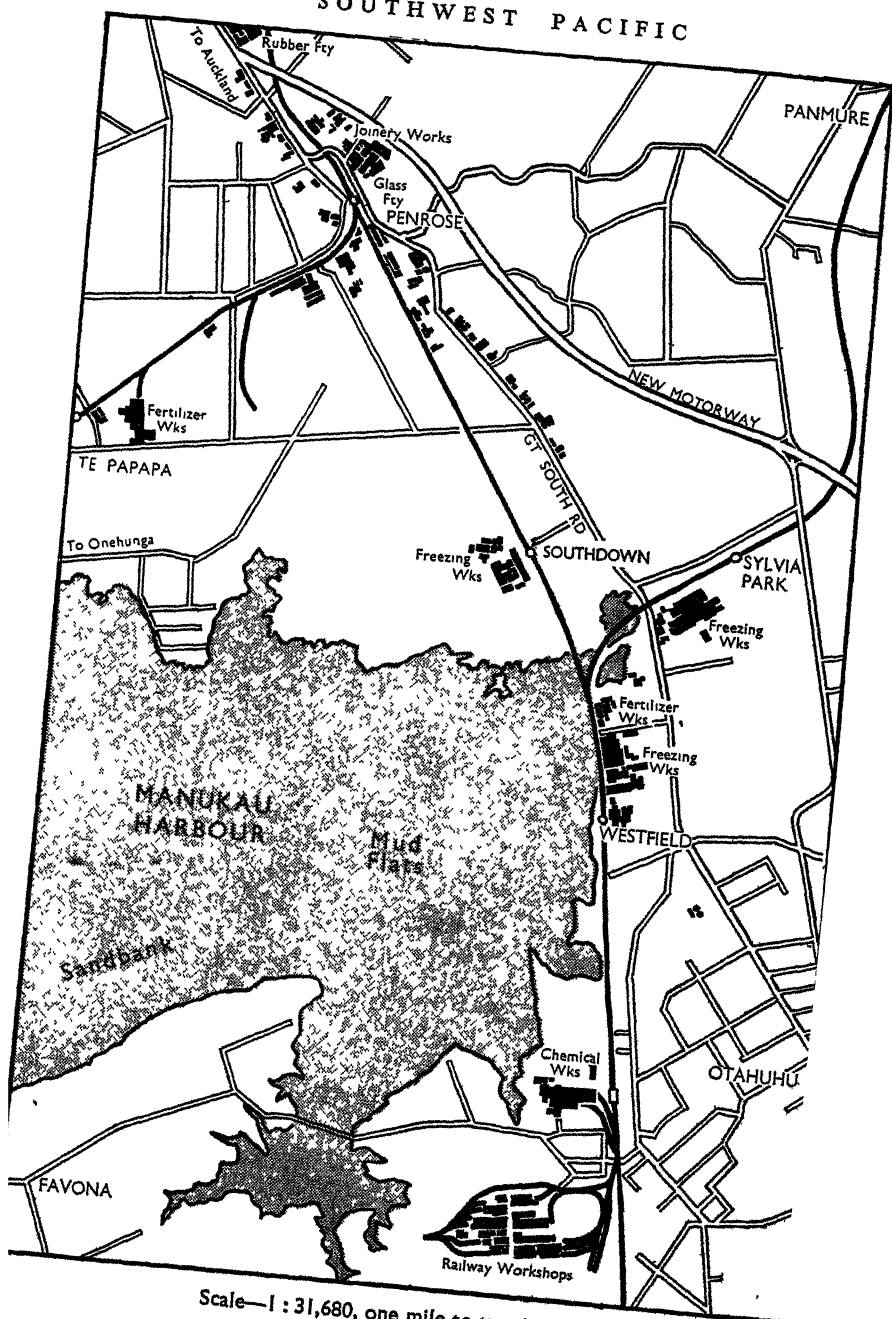 SOUTHWEST PACIFIC
Rubber Fty
To Auckland
PANMURE
Joinery Works
Glass
Fty
PENROSE
NEW MOTORWAY
Fertilizer
Wks
TE PAPAPA
GT SOUTH RD
To Onehunga
Freezing
Wks
SOUTHDOWN
SYLVIA
PARK
Freezing
Wks
Fertilizer
Wks
Freezing
Wks
MANUKAU
HARBOUR
Mud
Flats
WESTFIELD
Sandbank
Chemical
Wks
OTAHUHU
FAVONA
Railway Workshops
Scale—1 : 31,680, one mile to